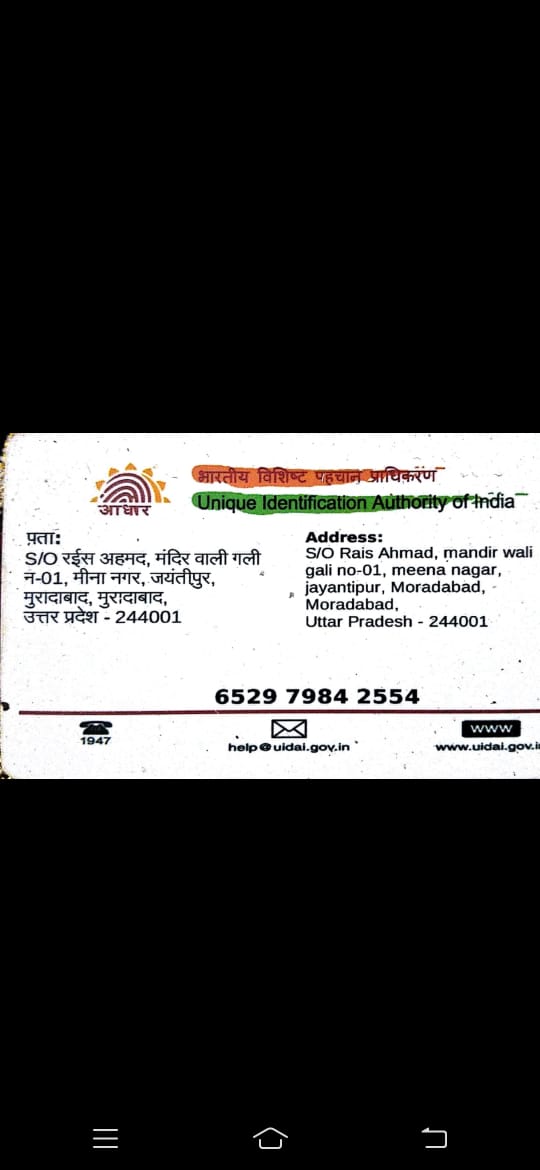 भारतीय विशिष्ट पहचान प्राधिकरण
Unique Identification Authority of India
आधार
पता:
S/O रईस अहमद, मंदिर वाली गली
न-01, मीना नगर, जयंतीपुर,
मुरादाबाद, मुरादाबाद,
उत्तर प्रदेश - 244001
Address:
S/O Rais Ahmad, mandir wali
gali no-01, meena nagar,
jayantipur, Moradabad, -
Moradabad,
Uttar Pradesh - 244001
6529 7984 2554
1947
help@uidai.gov.in
www
www.uidai.gov.i